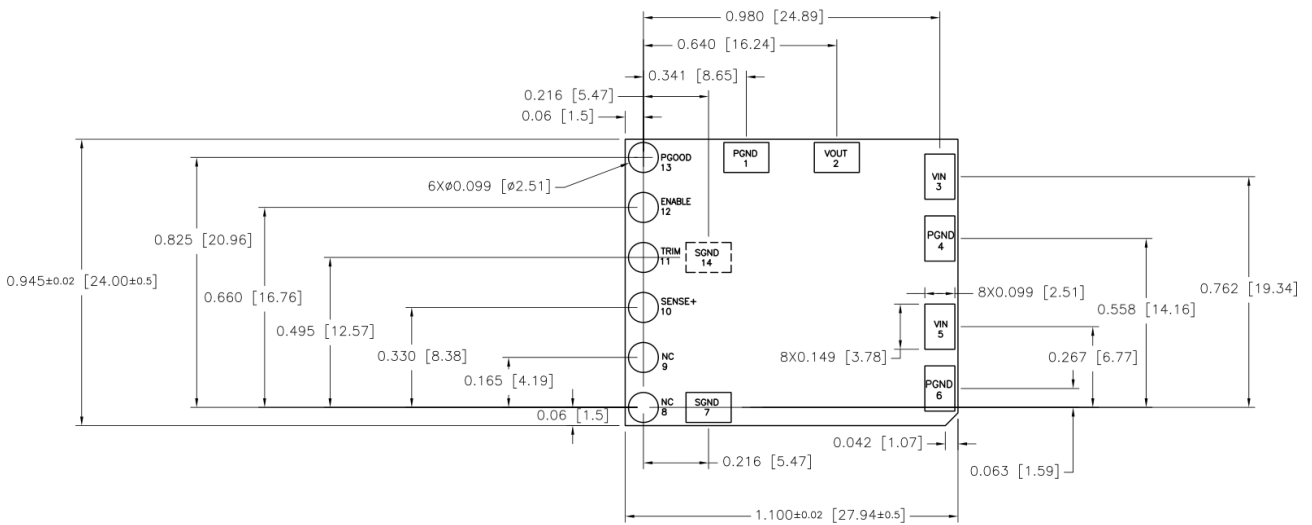 0.980 [24.89]
0.640 [16.24]
0.341 [8.65]
0.216 [5.47]
0.06 [1.5]
PGOOD
13
PGND
1
VOUT
2
VIN
3
6XØ0.099 [Ø2.51]
ENABLE
12
PGND
4
0.825 [20.96]
TRIM
11
SGND
14
0.945±0.02 [24.00±0.5]
0.660 [16.76]
8X0.099 [2.51]
0.762 [19.34]
0.558 [14.16]
SENSE+
10
VIN
5
0.495 [12.57]
0.330 [8.38]
NC
9
8X0.149 [3.78]
0.267 [6.77]
0.165 [4.19]
PGND
6
0.06 [1.5]
NC
8
SGND
7
0.042 [1.07]
0.216 [5.47]
0.063 [1.59]
1.100±0.02 [27.94±0.5]